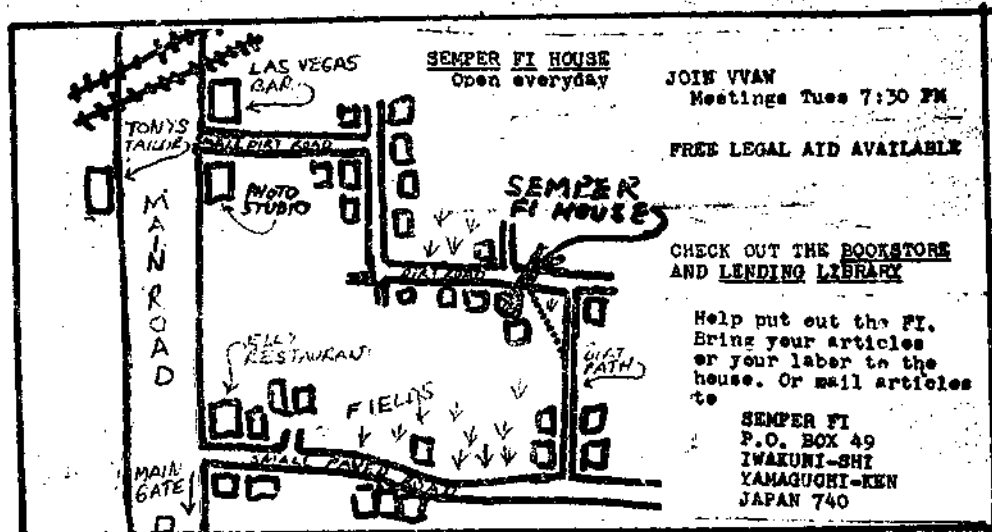 SEMPER FI HOUSE
Open everyday
JOIN VVAW
Meetings Tues 7:30 PM
FREE LEGAL AID AVAILABLE
CHECK OUT THE BOOKSTORE
AND LENDING LIBRARY
Help put out the FI.
Bring your articles
or your labor to the
house. Or mail articles
to
SEMPER FI
P.O. BOX 49
IWAKUNI-SHI
YAMAGUCHI-KEN
JAPAN 740
LAS VEGAS
BAR
TONYS
TAILOR
DIRT ROAD
PHOTO
STUDIO
MAIN ROAD
SEMPER
FI HOUSE
DIRT ROAD
RESTAURANT
FIELDS
DIRT
PATH
SMALL PAVED ROAD
MAIN
GATE